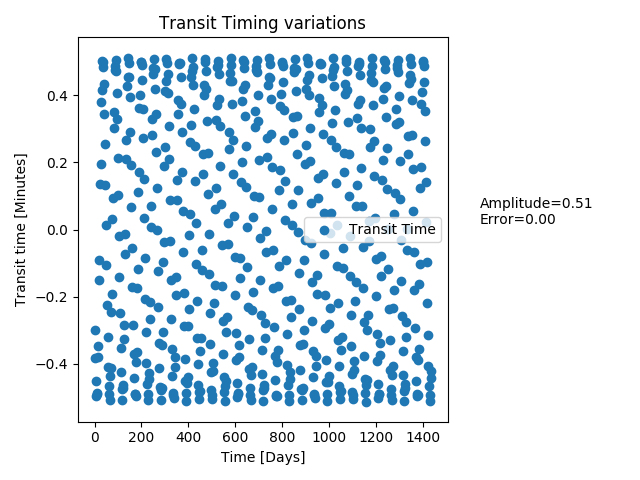 Transit Timing variations
Transit time [Minutes]
0.4
0.2
0.0
−0.2
−0.4
Transit Time
Amplitude=0.51
Error=0.00
0 200 400 600 800 1000 1200 1400
Time [Days]